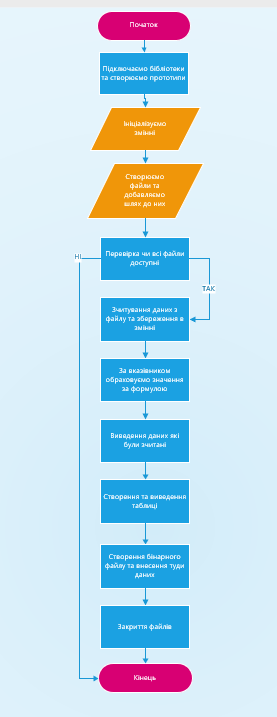 Початок
Підключаємо бібліотеки
та створюємо прототипи
Ініціалізуємо
змінні
Створюємо
файли та
добавляємо
шлях до них
Перевірка чи всі файли
доступні
НІ
ТАК
Зчитування даних з
файлу та збереження в
змінні
За вказівником
обраховуємо значення
за формулою
Виведення даних які
були зчитані
Створення та виведення
таблиці
Створення бінарного
файлу та внесення туди
даних
Закриття файлів
Кінець